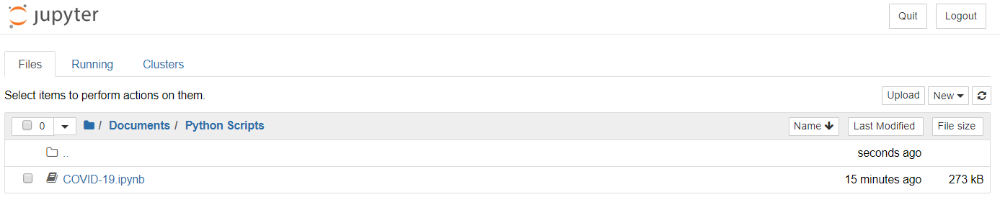 jupyter Quit Logout
Files Running Clusters
Select items to perform actions on them. Upload New
0 / Documents / Python Scripts Name Last Modified File size
.. seconds ago
COVID-19.ipynb 15 minutes ago 273 kB